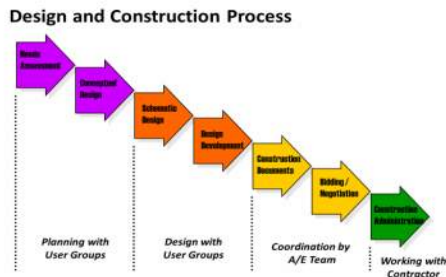 Design and Construction Process
Needs
Assessment
Conceptual
Design
Schematic
Design
Design
Development
Construction
Documents
Bidding /
Negotiation
Construction
Administration
Planning with
User Groups
Design with
User Groups
Coordination by
A/E Team
Working with
Contractor